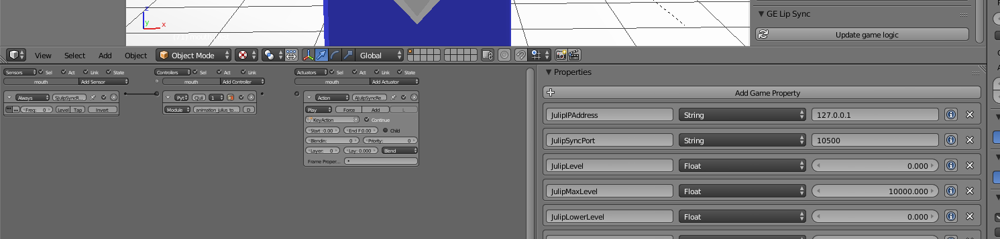 GE Lip Sync
Update game logic
z
y
x
View Select Add Object Object Mode Global
Sensors Sel Act Link State
Controllers Sel Act Link
Actuators Sel Act Link State
mouth Add Sensor
mouth Add Controller
mouth Add Actuator
Always SJulipSyncR...
Freq: 0 Level Tap Invert
Pyt 1
Module animation_julius_to... D
Action AJulipSyncRe...
Play Force Add L
KeyAction Continue
Start: 0.00 End F:0.00 Child
Blendin: 0 Priority: 0
Layer: 0 Lay: 0.000 Blend
Frame Proper...
Properties
Add Game Property
JulipIPAddress String 127.0.0.1
JulipSyncPort String 10500
JulipLevel Float 0.000
JulipMaxLevel Float 10000.000
JulipLowerLevel Float 0.000